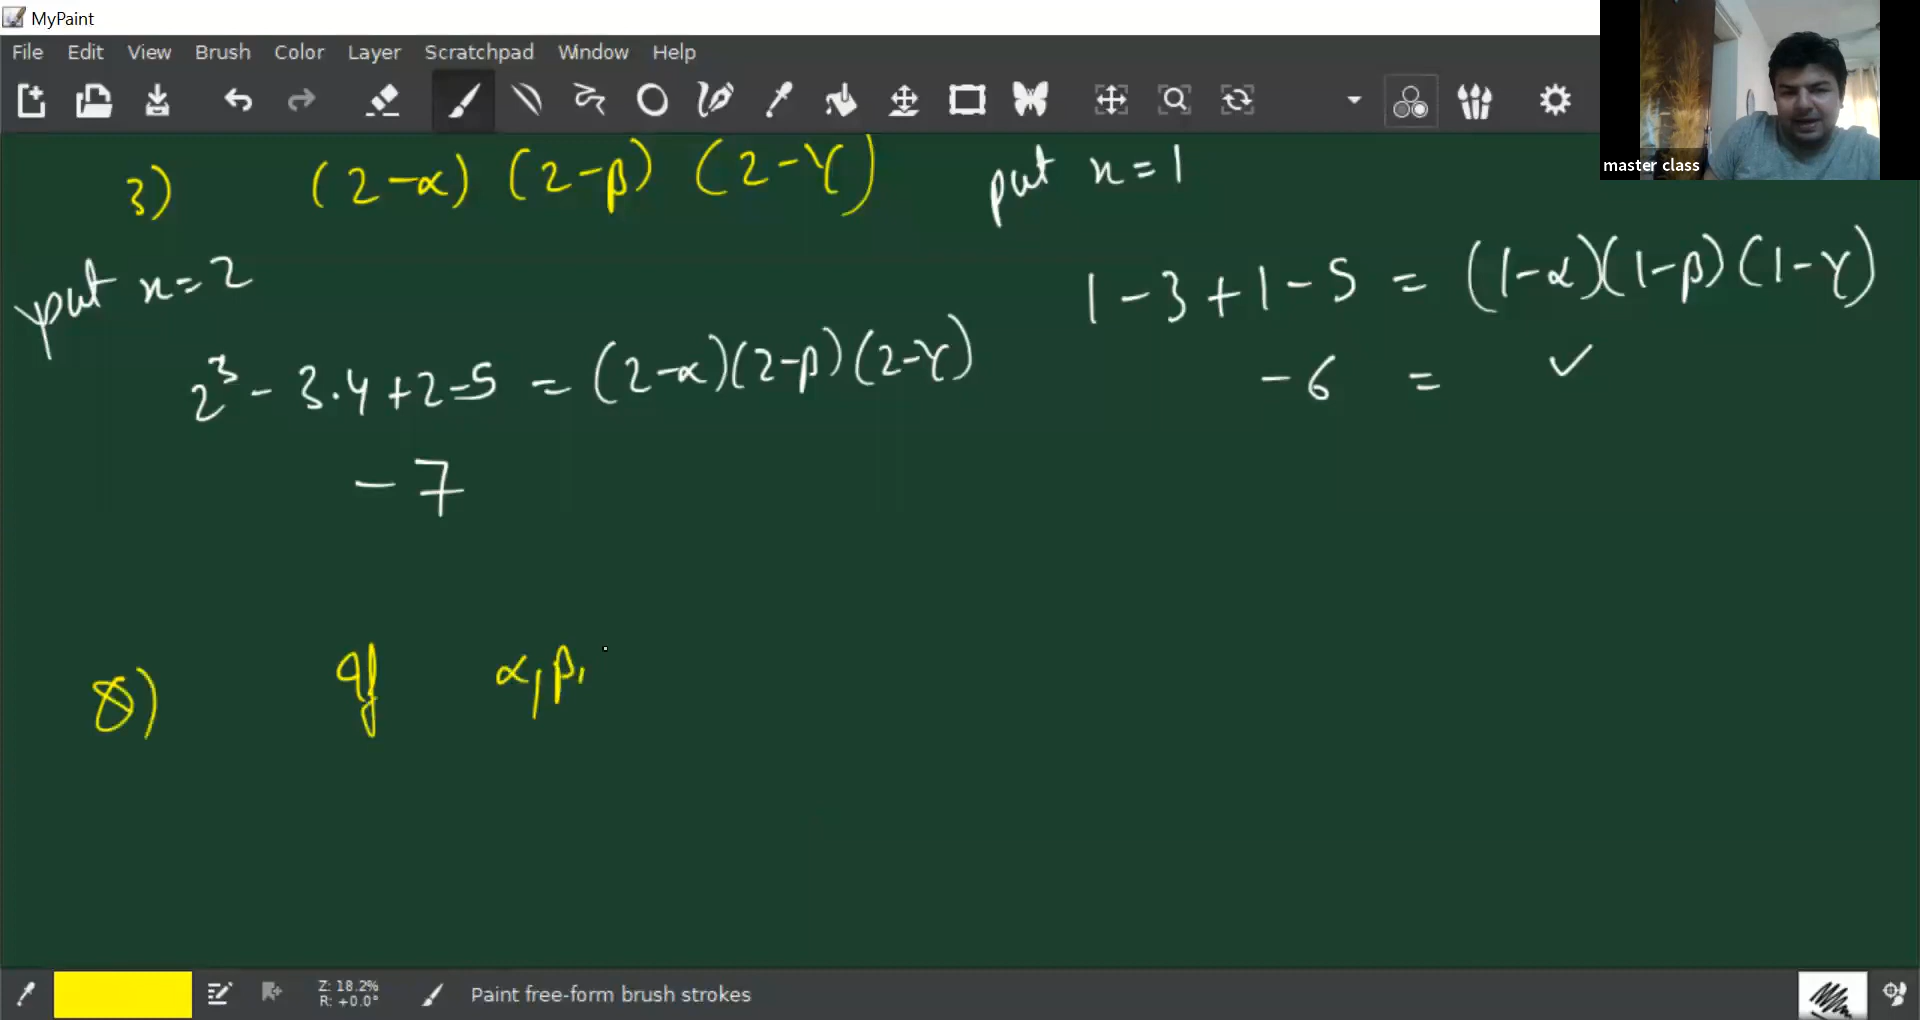 MyPaint
File Edit View Brush Color Layer Scratchpad Window Help
master class
3) (2-α) (2-β) (2-γ)
put x=1
put x=2
1-3+1-5 = (1-α)(1-β)(1-γ)
2³-3.4+2-5 = (2-α)(2-β)(2-γ)
-6 = ✓
-7
Q) If α, β,
Z: 18.2%
R: +0.0°
Paint free-form brush strokes